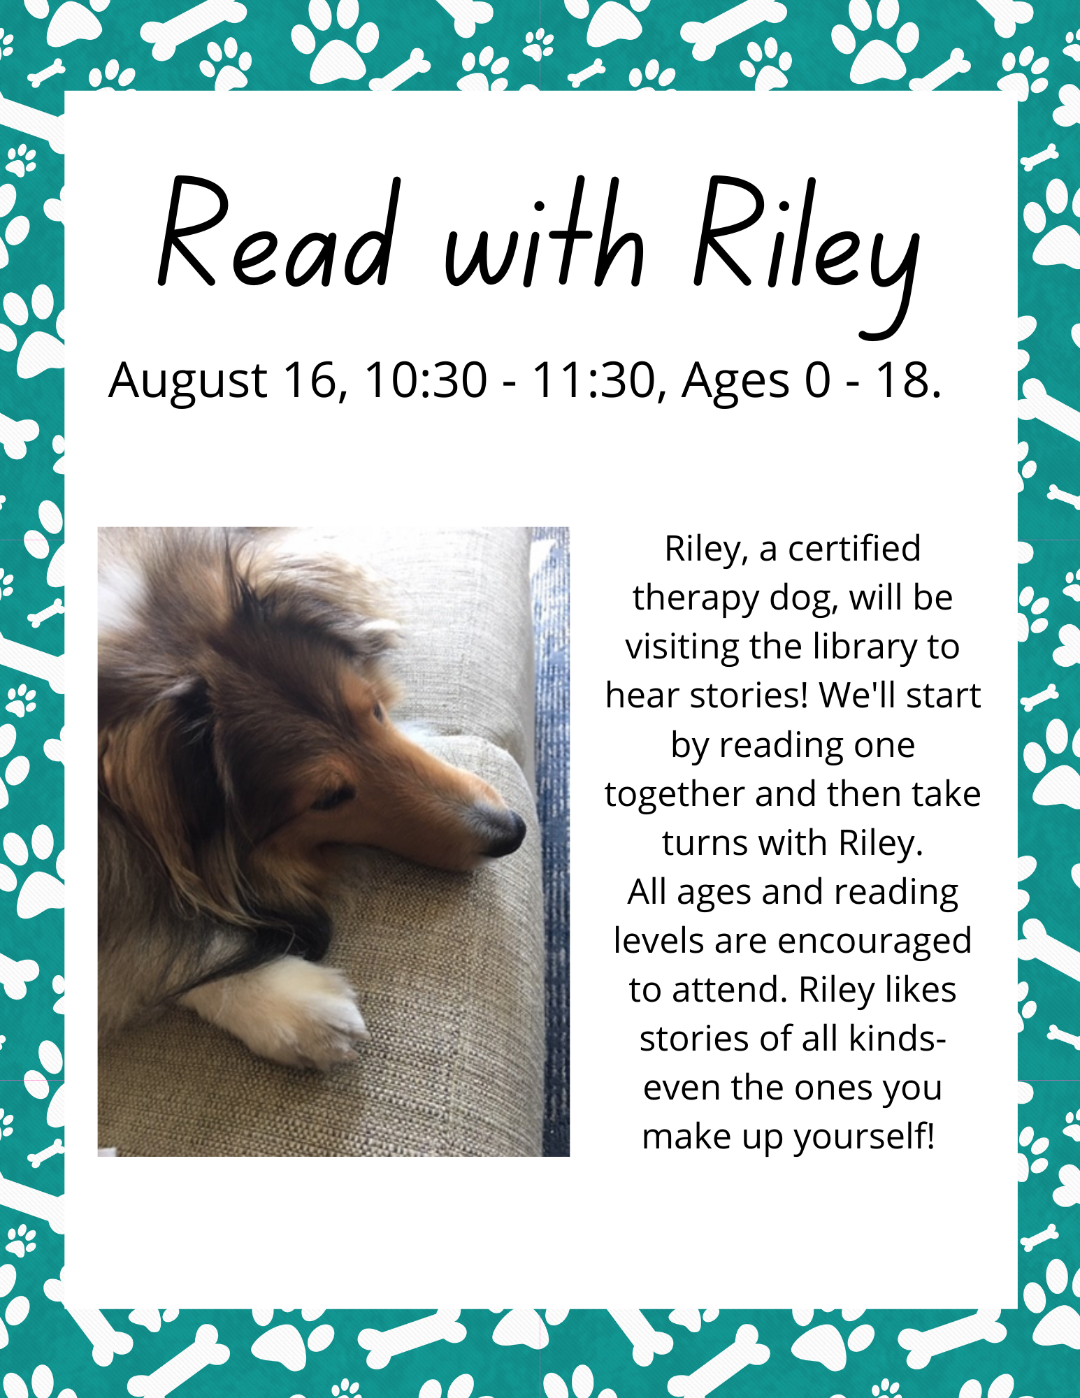 Read with Riley
August 16, 10:30 - 11:30, Ages 0 - 18.
Riley, a certified
therapy dog, will be
visiting the library to
hear stories! We'll start
by reading one
together and then take
turns with Riley.
All ages and reading
levels are encouraged
to attend. Riley likes
stories of all kinds-
even the ones you
make up yourself!